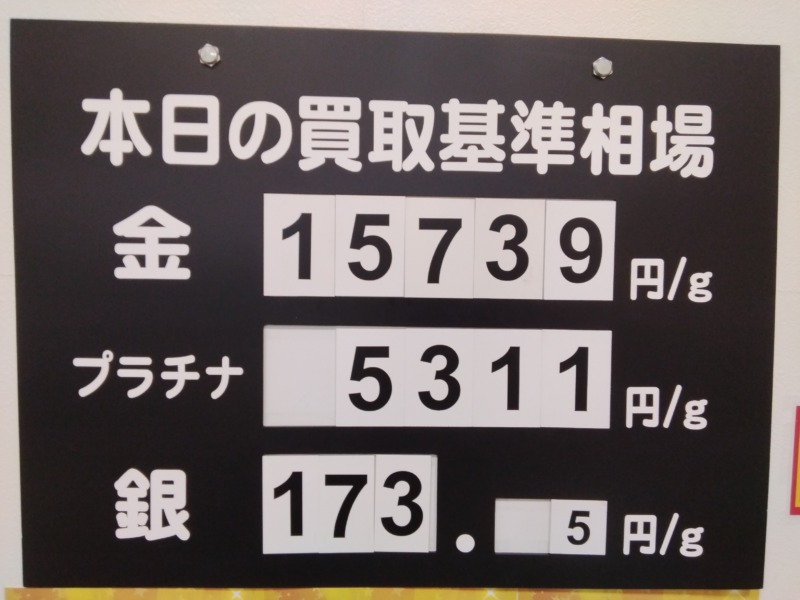 本日の買取基準相場
金 15739 円/g
プラチナ 5311 円/g
銀 173.5 円/g